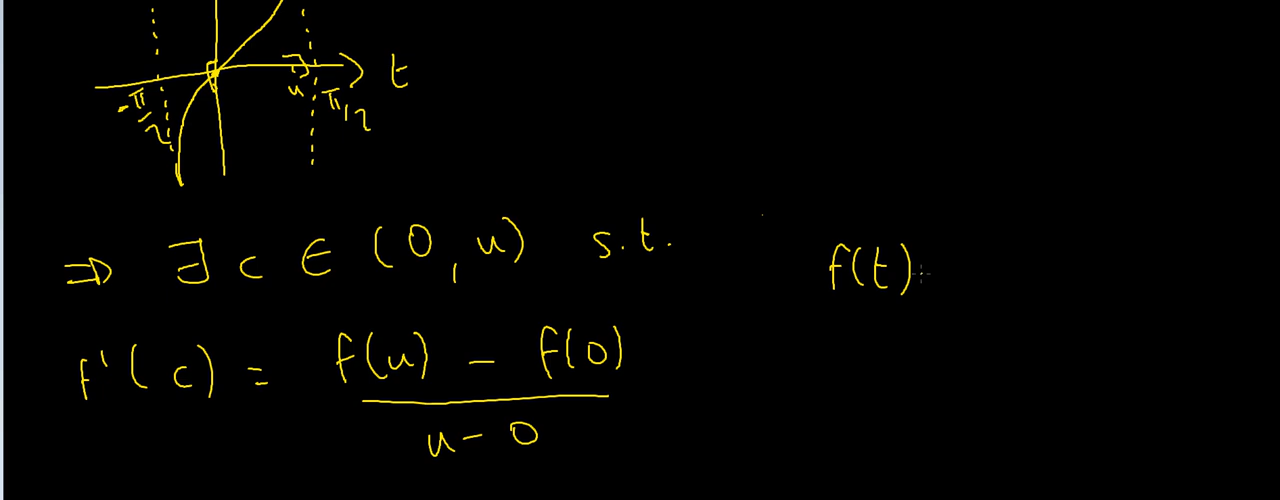 t
-π/2 u π/2
⇒ ∃ c ∈ (0, u) s.t. f(t)
f'(c) = f(u) - f(0)
u - 0